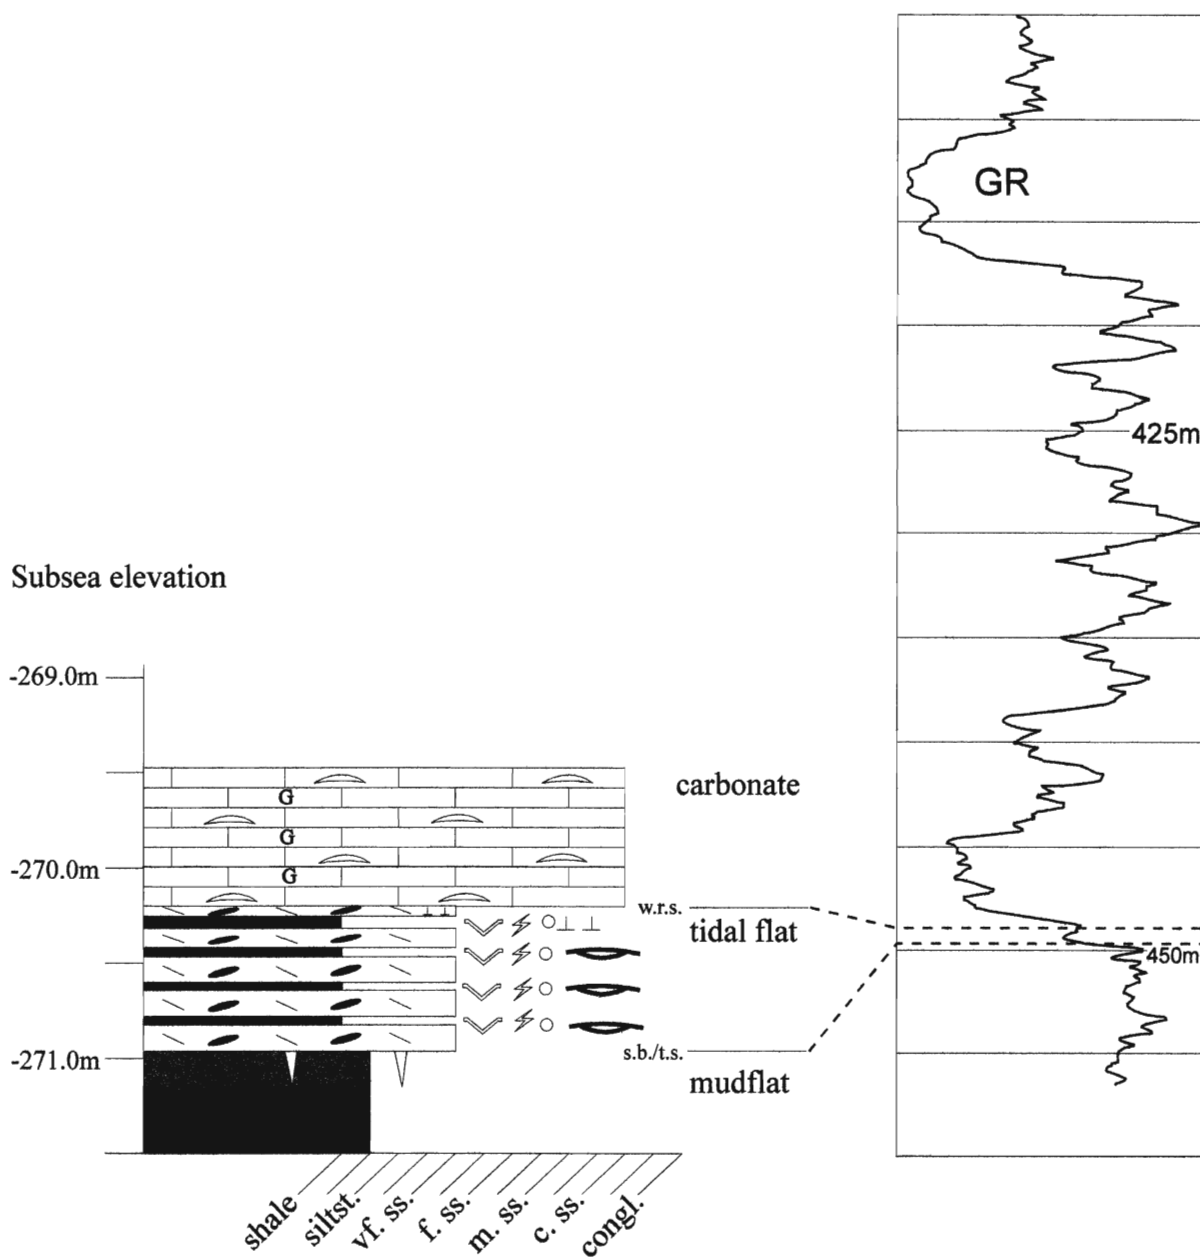 GR
425m
Subsea elevation
-269.0m
carbonate
G
G
-270.0m
G
w.r.s.
tidal flat
450m
-271.0m
s.b./t.s.
mudflat
shale
siltst.
vf. ss.
f. ss.
m. ss.
c. ss.
congl.